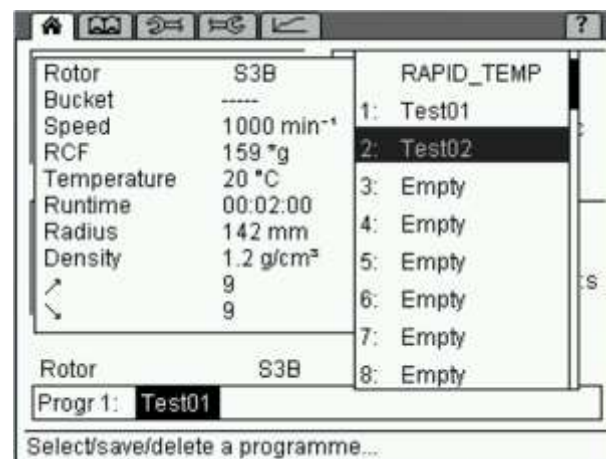 ?
Rotor S3B
Bucket -----
Speed 1000 min⁻¹
RCF 159 *g
Temperature 20 °C
Runtime 00:02:00
Radius 142 mm
Density 1.2 g/cm³
↗ 9
↘ 9
RAPID_TEMP
1: Test01
2: Test02
3: Empty
4: Empty
5: Empty
6: Empty
7: Empty
8: Empty
Rotor S3B
Progr 1: Test01
Select/save/delete a programme...